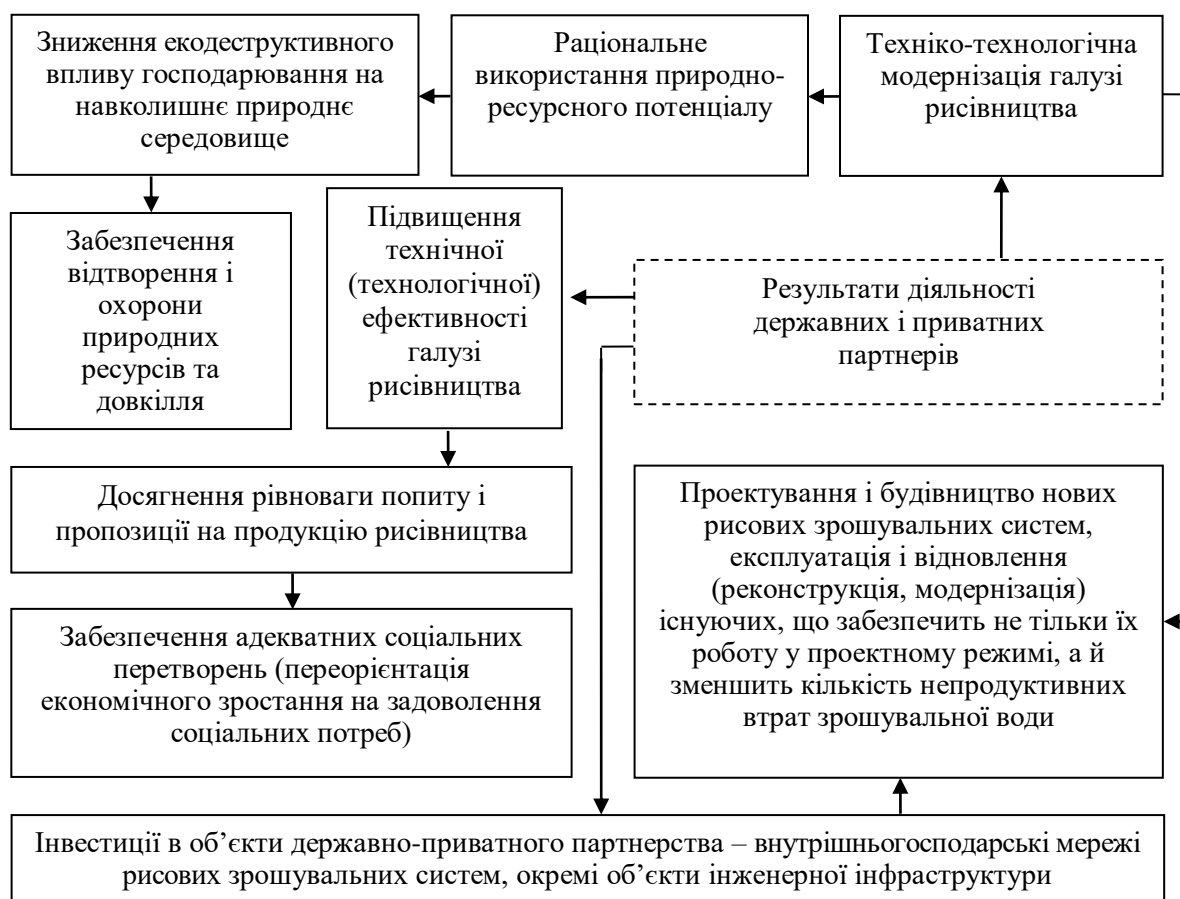 Зниження екодеструктивного
впливу господарювання на
навколишнє природнє
середовище
Раціональне
використання природно-
ресурсного потенціалу
Техніко-технологічна
модернізація галузі
рисівництва
Забезпечення
відтворення і
охорони
природних
ресурсів та
довкілля
Підвищення
технічної
(технологічної)
ефективності
галузі
рисівництва
Результати діяльності
державних і приватних
партнерів
Досягнення рівноваги попиту і
пропозиції на продукцію рисівництва
Проектування і будівництво нових
рисових зрошувальних систем,
експлуатація і відновлення
(реконструкція, модернізація)
існуючих, що забезпечить не тільки їх
роботу у проектному режимі, а й
зменшить кількість непродуктивних
втрат зрошувальної води
Забезпечення адекватних соціальних
перетворень (переорієнтація
економічного зростання на задоволення
соціальних потреб)
Інвестиції в об’єкти державно-приватного партнерства – внутрішньогосподарські мережі
рисових зрошувальних систем, окремі об’єкти інженерної інфраструктури